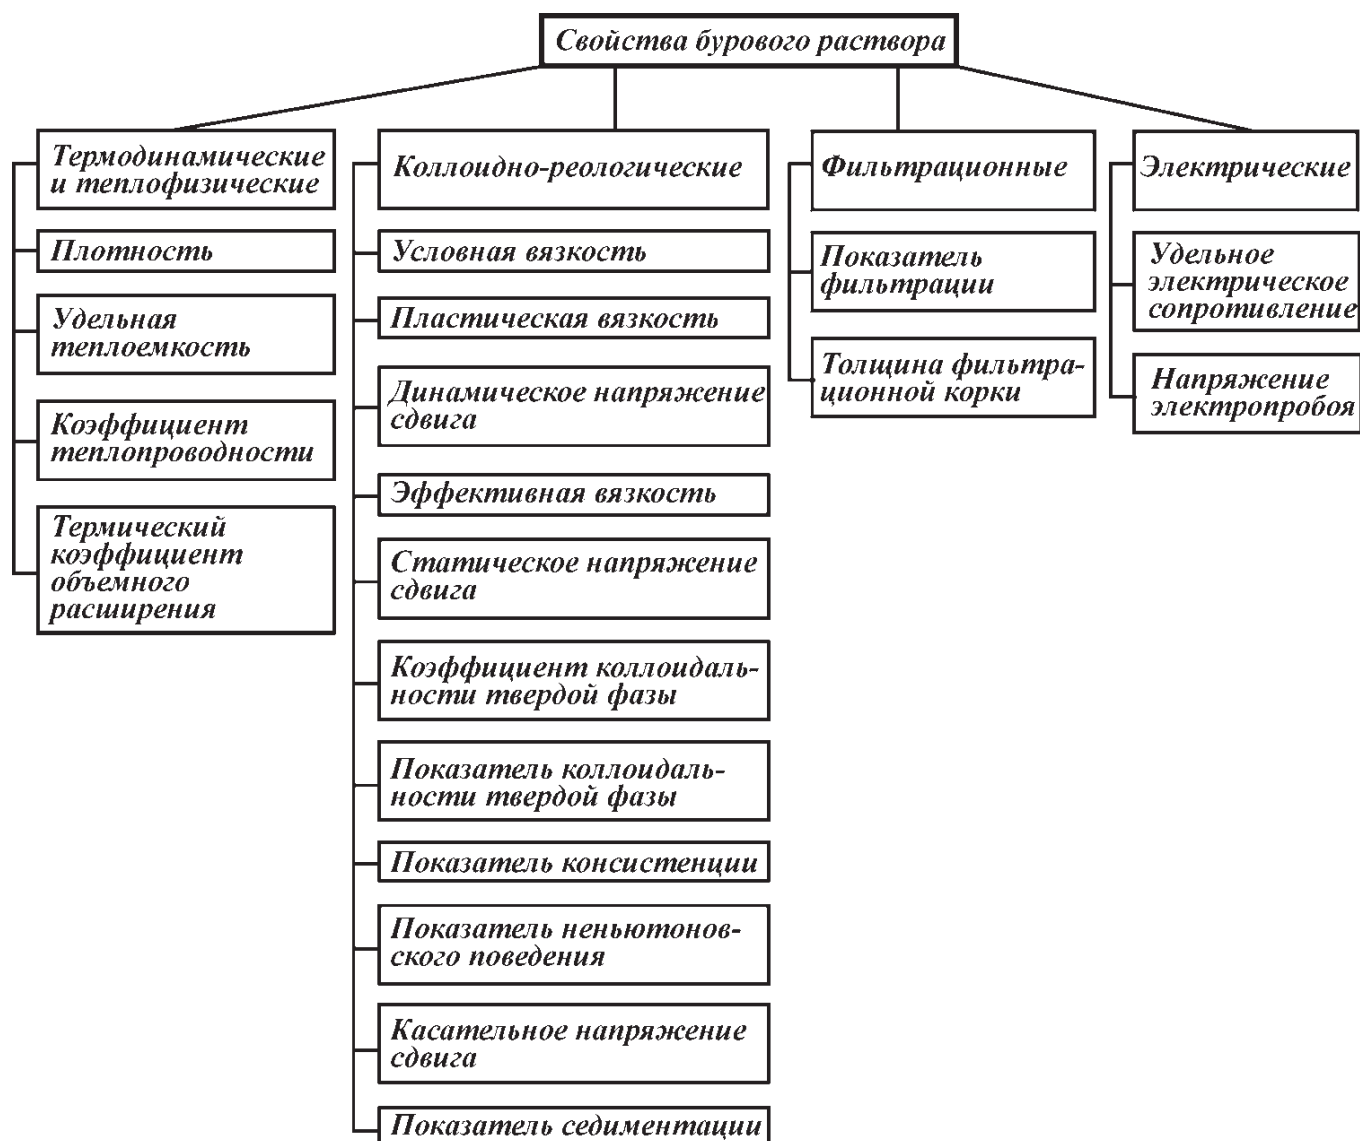 Свойства бурового раствора
Термодинамические
и теплофизические
Плотность
Удельная
теплоемкость
Коэффициент
теплопроводности
Термический
коэффициент
объемного
расширения
Коллоидно-реологические
Условная вязкость
Пластическая вязкость
Динамическое напряжение
сдвига
Эффективная вязкость
Статическое напряжение
сдвига
Коэффициент коллоидаль-
ности твердой фазы
Показатель коллоидаль-
ности твердой фазы
Показатель консистенции
Показатель неньютонов-
ского поведения
Касательное напряжение
сдвига
Показатель седиментации
Фильтрационные
Показатель
фильтрации
Толщина фильтра-
ционной корки
Электрические
Удельное
электрическое
сопротивление
Напряжение
электропробоя